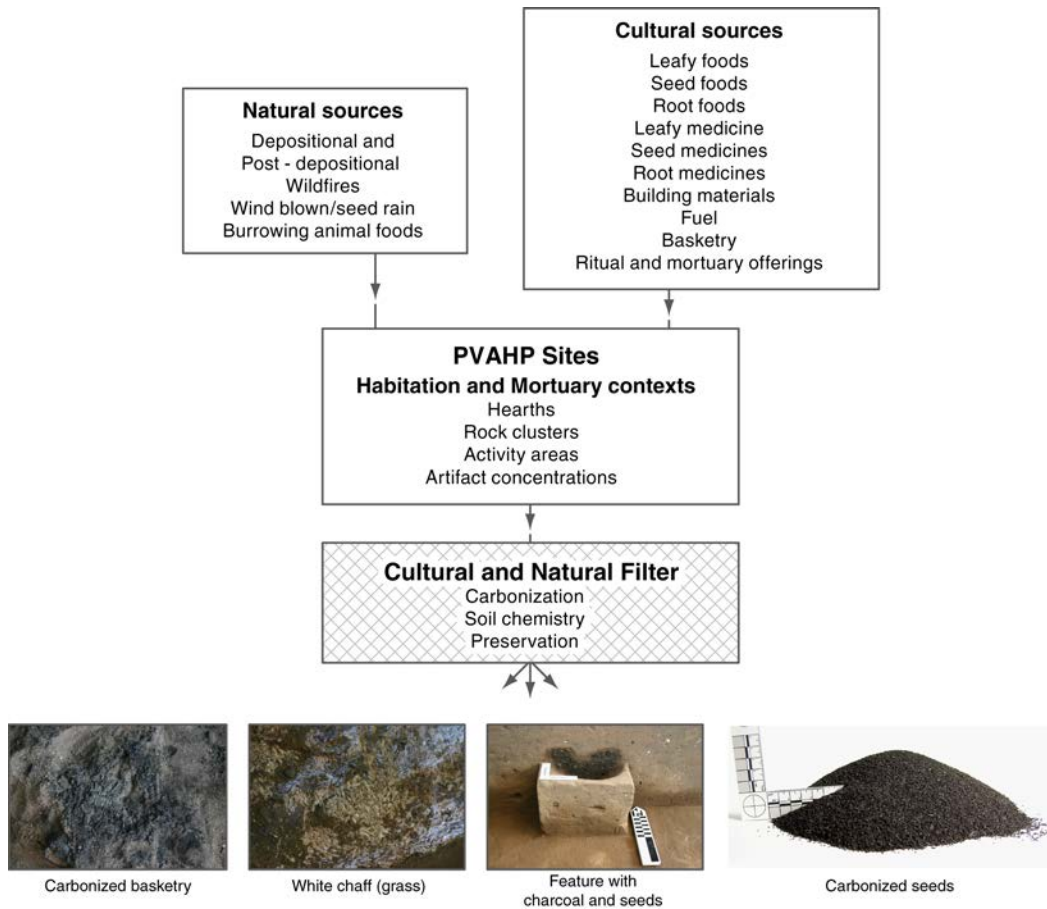 Natural sources
Depositional and
Post - depositional
Wildfires
Wind blown/seed rain
Burrowing animal foods
Cultural sources
Leafy foods
Seed foods
Root foods
Leafy medicine
Seed medicines
Root medicines
Building materials
Fuel
Basketry
Ritual and mortuary offerings
PVAHP Sites
Habitation and Mortuary contexts
Hearths
Rock clusters
Activity areas
Artifact concentrations
Cultural and Natural Filter
Carbonization
Soil chemistry
Preservation
Carbonized basketry
White chaff (grass)
Feature with
charcoal and seeds
Carbonized seeds